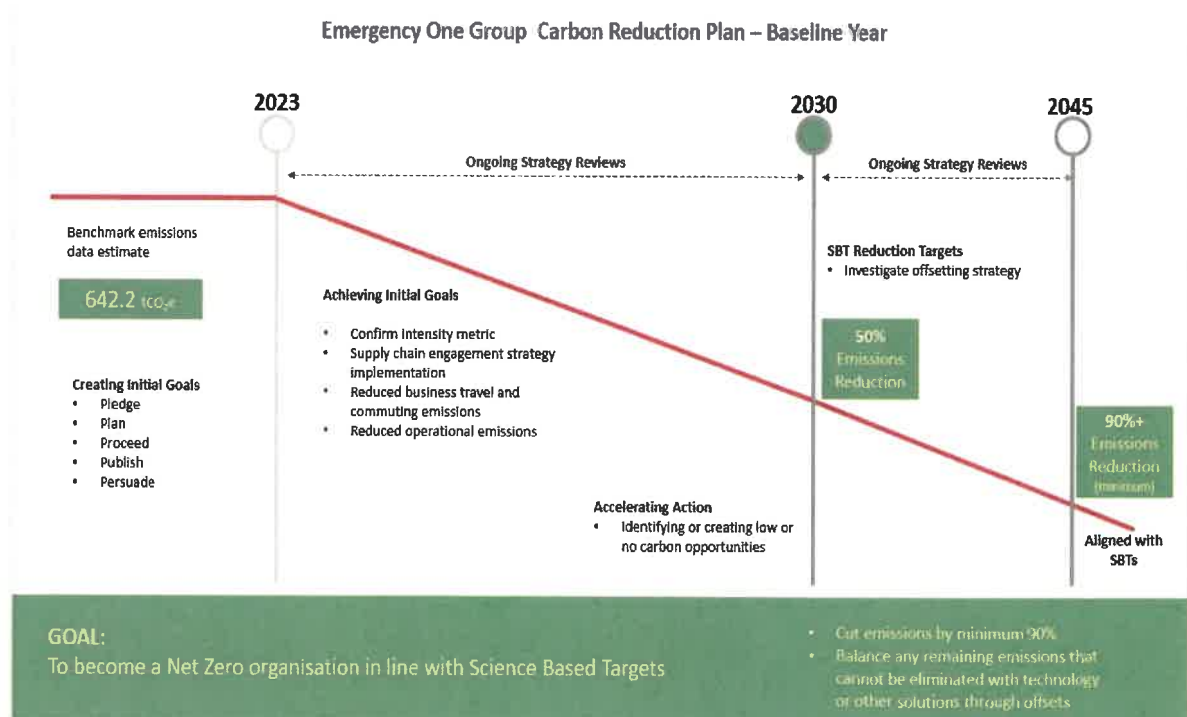 Emergency One Group Carbon Reduction Plan – Baseline Year
2023
2030
2045
Ongoing Strategy Reviews
Ongoing Strategy Reviews
Benchmark emissions
data estimate
642.2 tCO₂e
Creating Initial Goals
• Pledge
• Plan
• Proceed
• Publish
• Persuade
Achieving Initial Goals
• Confirm intensity metric
• Supply chain engagement strategy
implementation
• Reduced business travel and
commuting emissions
• Reduced operational emissions
Accelerating Action
• Identifying or creating low or
no carbon opportunities
SBT Reduction Targets
• Investigate offsetting strategy
50%
Emissions
Reduction
90%+
Emissions
Reduction
(minimum)
Aligned with
SBTs
GOAL:
To become a Net Zero organisation in line with Science Based Targets
• Cut emissions by minimum 90%
• Balance any remaining emissions that
cannot be eliminated with technology
or other solutions through offsets